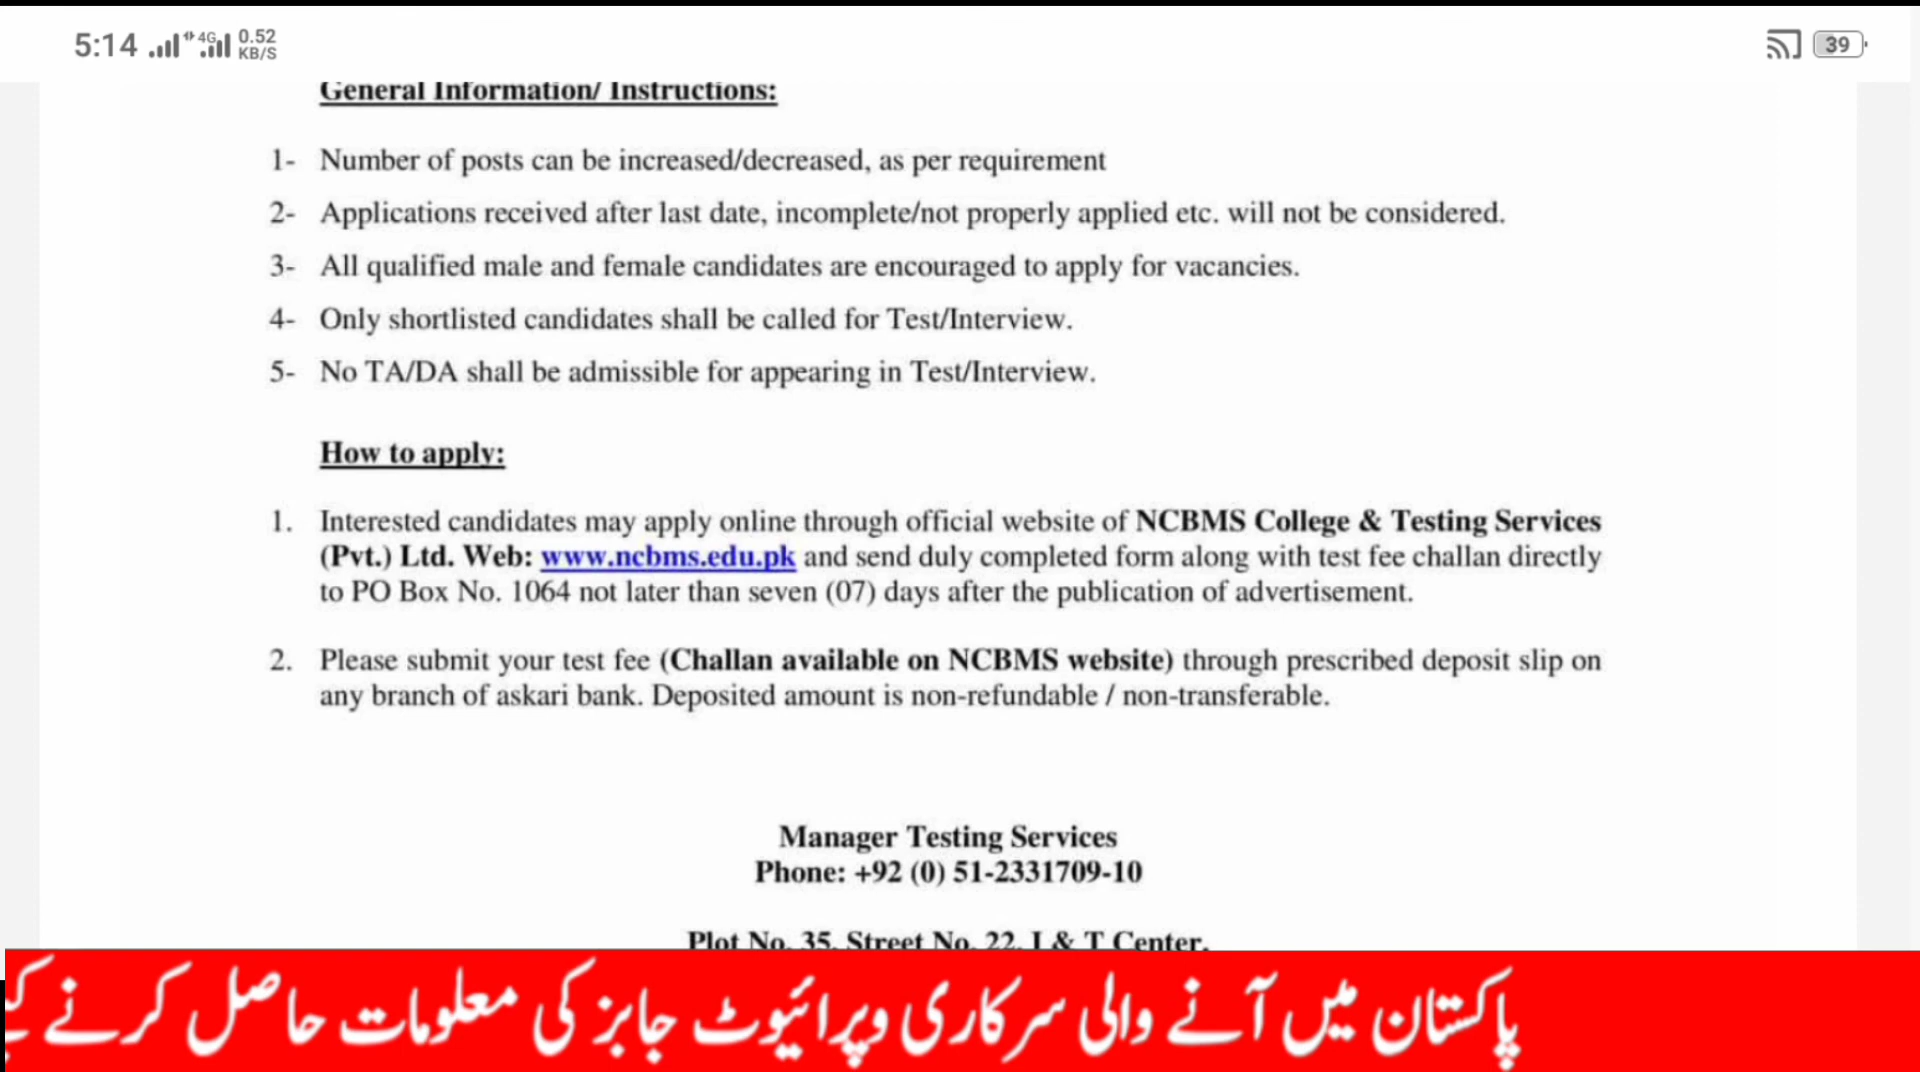 5:14 4G 0.52 KB/S 39
General Information/ Instructions:
1- Number of posts can be increased/decreased, as per requirement
2- Applications received after last date, incomplete/not properly applied etc. will not be considered.
3- All qualified male and female candidates are encouraged to apply for vacancies.
4- Only shortlisted candidates shall be called for Test/Interview.
5- No TA/DA shall be admissible for appearing in Test/Interview.
How to apply:
1. Interested candidates may apply online through official website of NCBMS College & Testing Services
(Pvt.) Ltd. Web: www.ncbms.edu.pk and send duly completed form along with test fee challan directly
to PO Box No. 1064 not later than seven (07) days after the publication of advertisement.
2. Please submit your test fee (Challan available on NCBMS website) through prescribed deposit slip on
any branch of askari bank. Deposited amount is non-refundable / non-transferable.
Manager Testing Services
Phone: +92 (0) 51-2331709-10
Plot No. 35, Street No. 22, I & T Center,
پاکستان میں آنے والی سرکاری وپرائیوٹ جابز کی معلومات حاصل کرنے